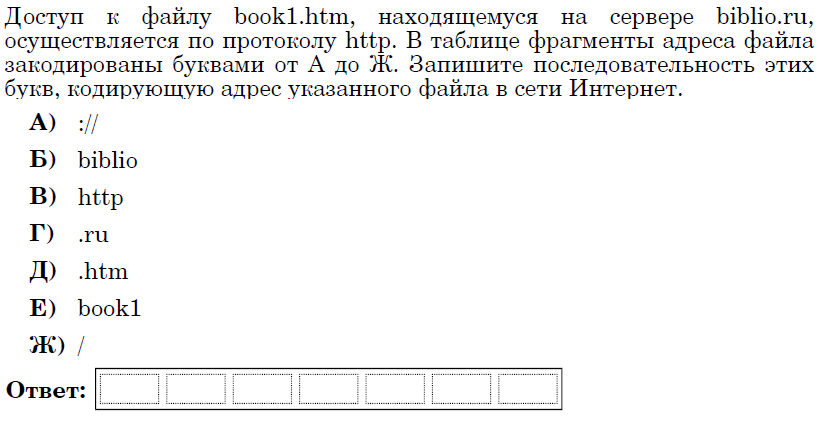 Доступ к файлу book1.htm, находящемуся на сервере biblio.ru,
осуществляется по протоколу http. В таблице фрагменты адреса файла
закодированы буквами от А до Ж. Запишите последовательность этих
букв, кодирующую адрес указанного файла в сети Интернет.
А) ://
Б) biblio
В) http
Г) .ru
Д) .htm
Е) book1
Ж) /
Ответ: